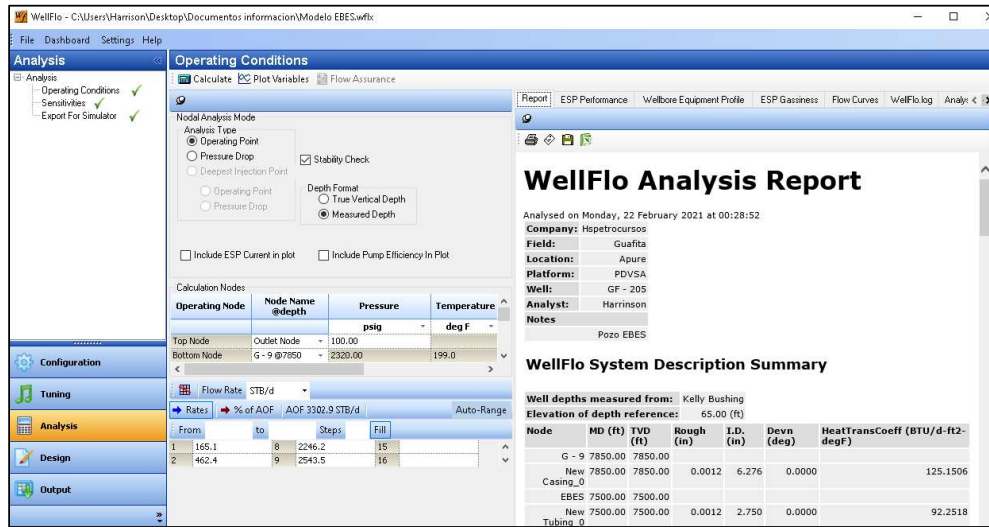 WellFlo - C:\Users\Harrison\Desktop\Documentos informacion\Modelo EBES.wflx
File Dashboard Settings Help
Analysis
Analysis
Operating Conditions
Sensitivities
Export For Simulator
Configuration
Tuning
Analysis
Design
Output
Operating Conditions
Calculate Plot Variables Flow Assurance
Nodal Analysis Mode
Analysis Type
Operating Point
Pressure Drop
Deepest Injection Point
Operating Point
Pressure Drop
Stability Check
Depth Format
True Vertical Depth
Measured Depth
Include ESP Current in plot Include Pump Efficiency In Plot
Calculation Nodes
Operating Node Node Name @depth Pressure Temperature
psig deg F
Top Node Outlet Node 100.00
Bottom Node G - 9 @7850 2320.00 199.0
Flow Rate STB/d
Rates % of AOF AOF 3302.9 STB/d Auto-Range
From to Steps Fill
1 165.1 8 2246.2 15
2 462.4 9 2543.5 16
Report ESP Performance Wellbore Equipment Profile ESP Gassiness Flow Curves WellFlo.log Analy:
WellFlo Analysis Report
Analysed on Monday, 22 February 2021 at 00:28:52
Company: Hspetrocursos
Field: Guafita
Location: Apure
Platform: PDVSA
Well: GF - 205
Analyst: Harrinson
Notes
Pozo EBES
WellFlo System Description Summary
Well depths measured from: Kelly Bushing
Elevation of depth reference: 65.00 (ft)
Node MD (ft) TVD (ft) Rough (in) I.D. (in) Devn (deg) HeatTransCoeff (BTU/d-ft2-degF)
G - 9 7850.00 7850.00
New Casing_0 7850.00 7850.00 0.0012 6.276 0.0000 125.1506
EBES 7500.00 7500.00
New Tubing_0 7500.00 7500.00 0.0012 2.750 0.0000 92.2518